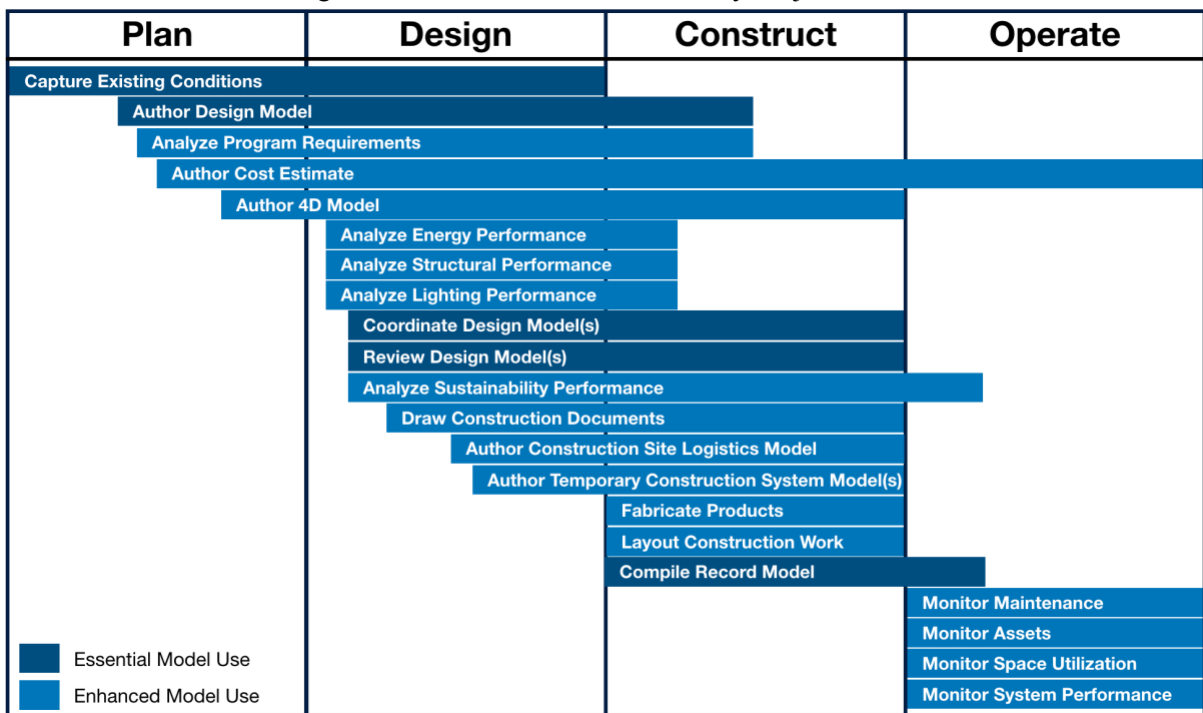 Plan Design Construct Operate
Capture Existing Conditions
Author Design Model
Analyze Program Requirements
Author Cost Estimate
Author 4D Model
Analyze Energy Performance
Analyze Structural Performance
Analyze Lighting Performance
Coordinate Design Model(s)
Review Design Model(s)
Analyze Sustainability Performance
Draw Construction Documents
Author Construction Site Logistics Model
Author Temporary Construction System Model(s)
Fabricate Products
Layout Construction Work
Compile Record Model
Monitor Maintenance
Monitor Assets
Monitor Space Utilization
Monitor System Performance
Essential Model Use
Enhanced Model Use